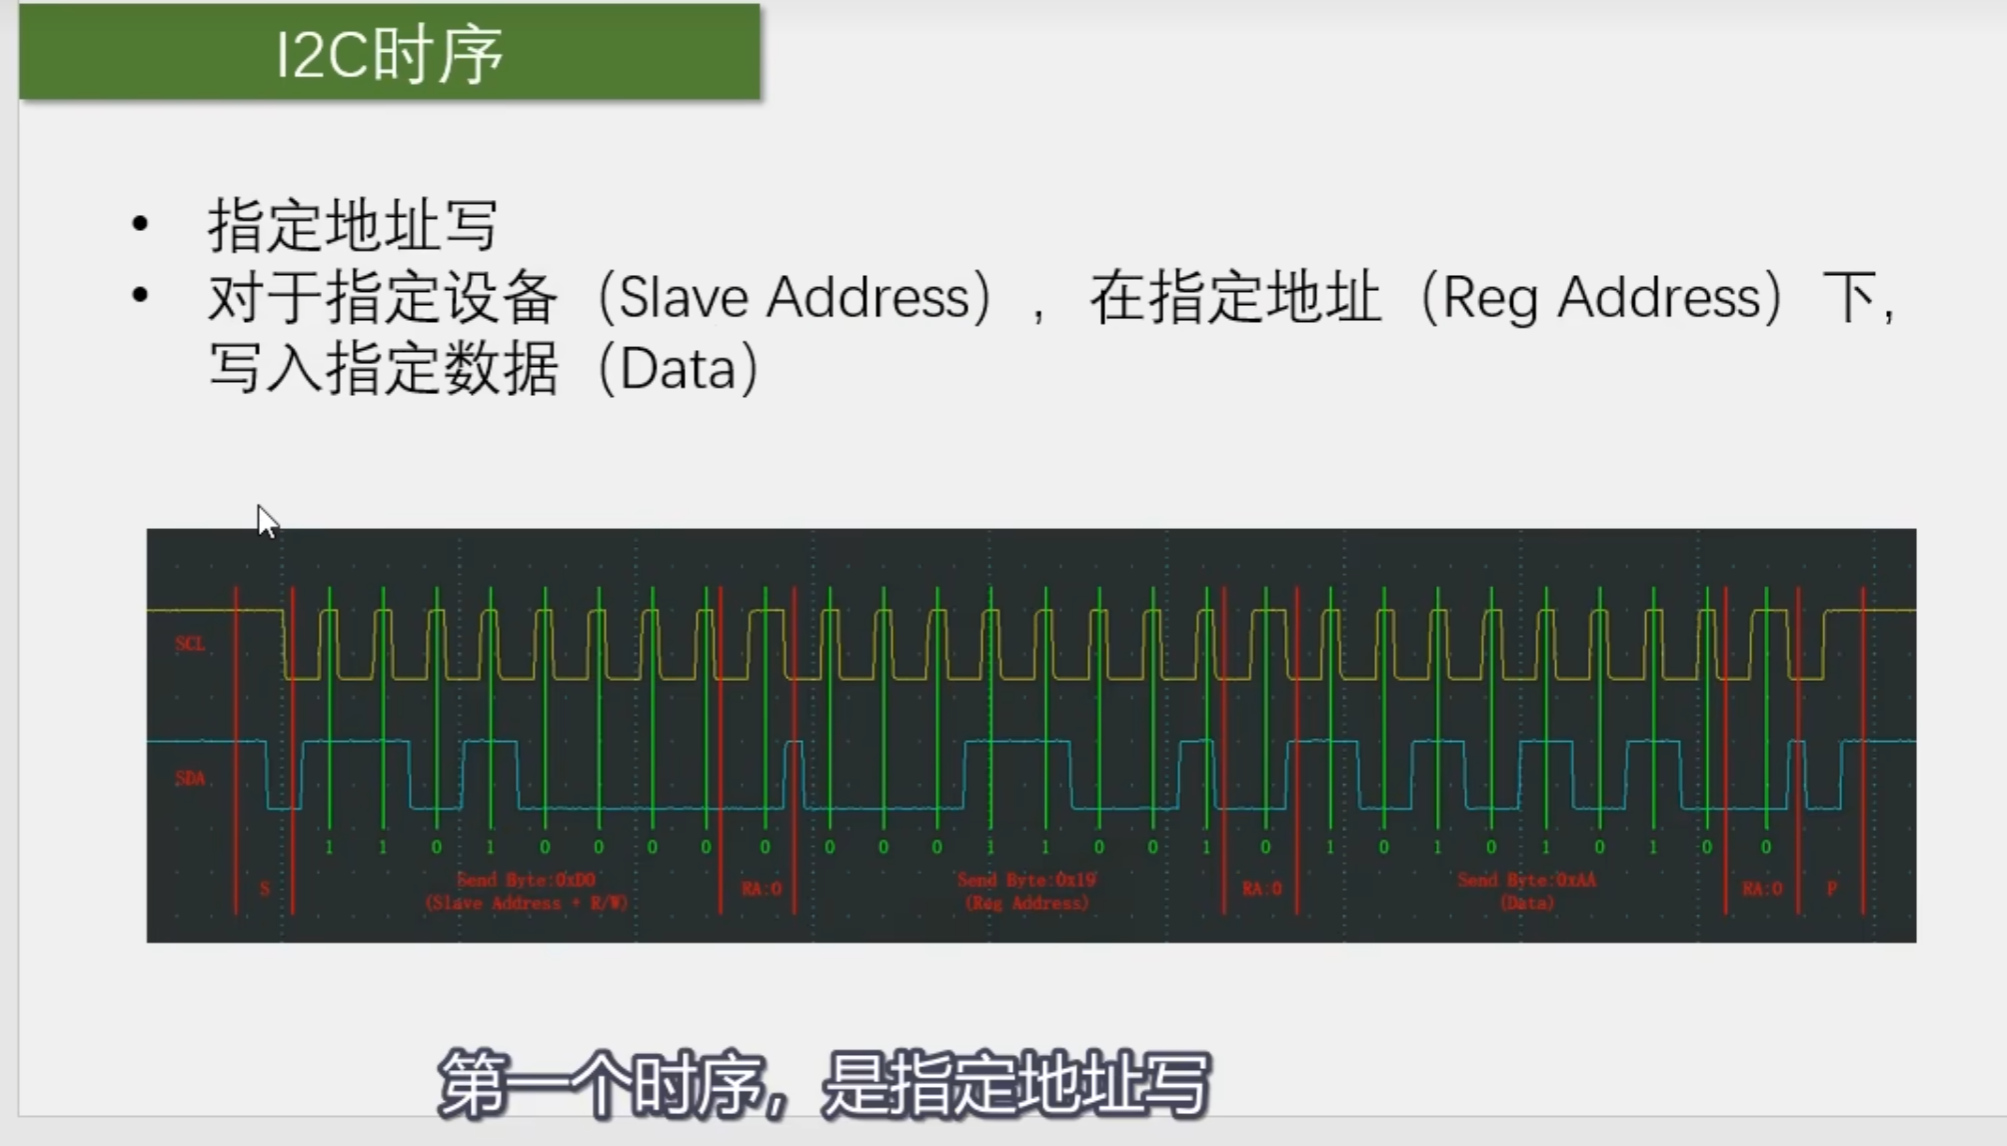 I2C时序
• 指定地址写
• 对于指定设备（Slave Address）, 在指定地址（Reg Address）下,
写入指定数据（Data）
SCL
SDA
1 1 0 1 0 0 0 0 0 0 0 0 1 1 0 0 1 0 1 0 1 0 1 0 1 0 0
S Send Byte:0xD0 RA:0 Send Byte:0x19 RA:0 Send Byte:0xAA RA:0 P
(Slave Address + R/W) (Reg Address) (Data)
第一个时序，是指定地址写